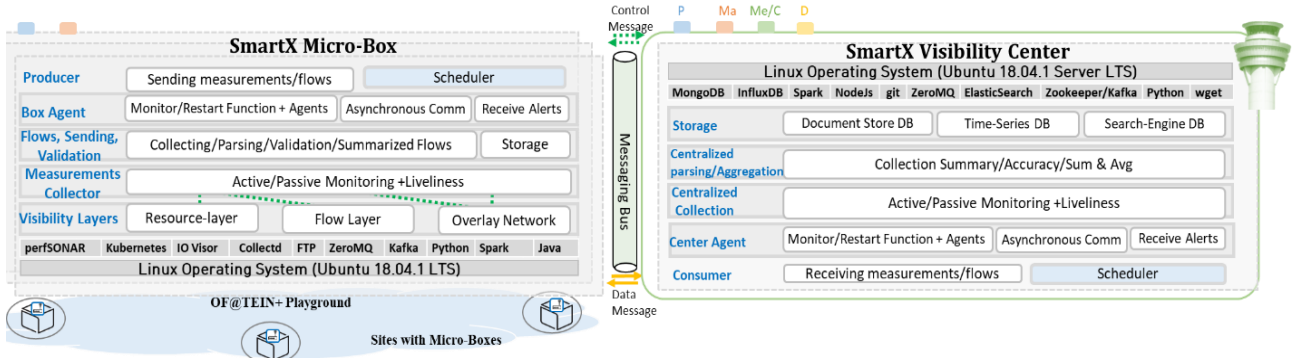 SmartX Micro-Box
Producer
Sending measurements/flows
Scheduler
Box Agent
Monitor/Restart Function + Agents
Asynchronous Comm
Receive Alerts
Flows, Sending,
Validation
Collecting/Parsing/Validation/Summarized Flows
Storage
Measurements
Collector
Active/Passive Monitoring +Liveliness
Visibility Layers
Resource-layer
Flow Layer
Overlay Network
perfSONAR Kubernetes IO Visor Collectd FTP ZeroMQ Kafka Python Spark Java
Linux Operating System (Ubuntu 18.04.1 LTS)
OF@TEIN+ Playground
Sites with Micro-Boxes
Control
Message
Messaging Bus
Data
Message
P Ma Me/C D
SmartX Visibility Center
Linux Operating System (Ubuntu 18.04.1 Server LTS)
MongoDB InfluxDB Spark NodeJs git ZeroMQ ElasticSearch Zookeeper/Kafka Python wget
Storage
Document Store DB
Time-Series DB
Search-Engine DB
Centralized
parsing/Aggregation
Collection Summary/Accuracy/Sum & Avg
Centralized
Collection
Active/Passive Monitoring +Liveliness
Center Agent
Monitor/Restart Function + Agents
Asynchronous Comm
Receive Alerts
Consumer
Receiving measurements/flows
Scheduler